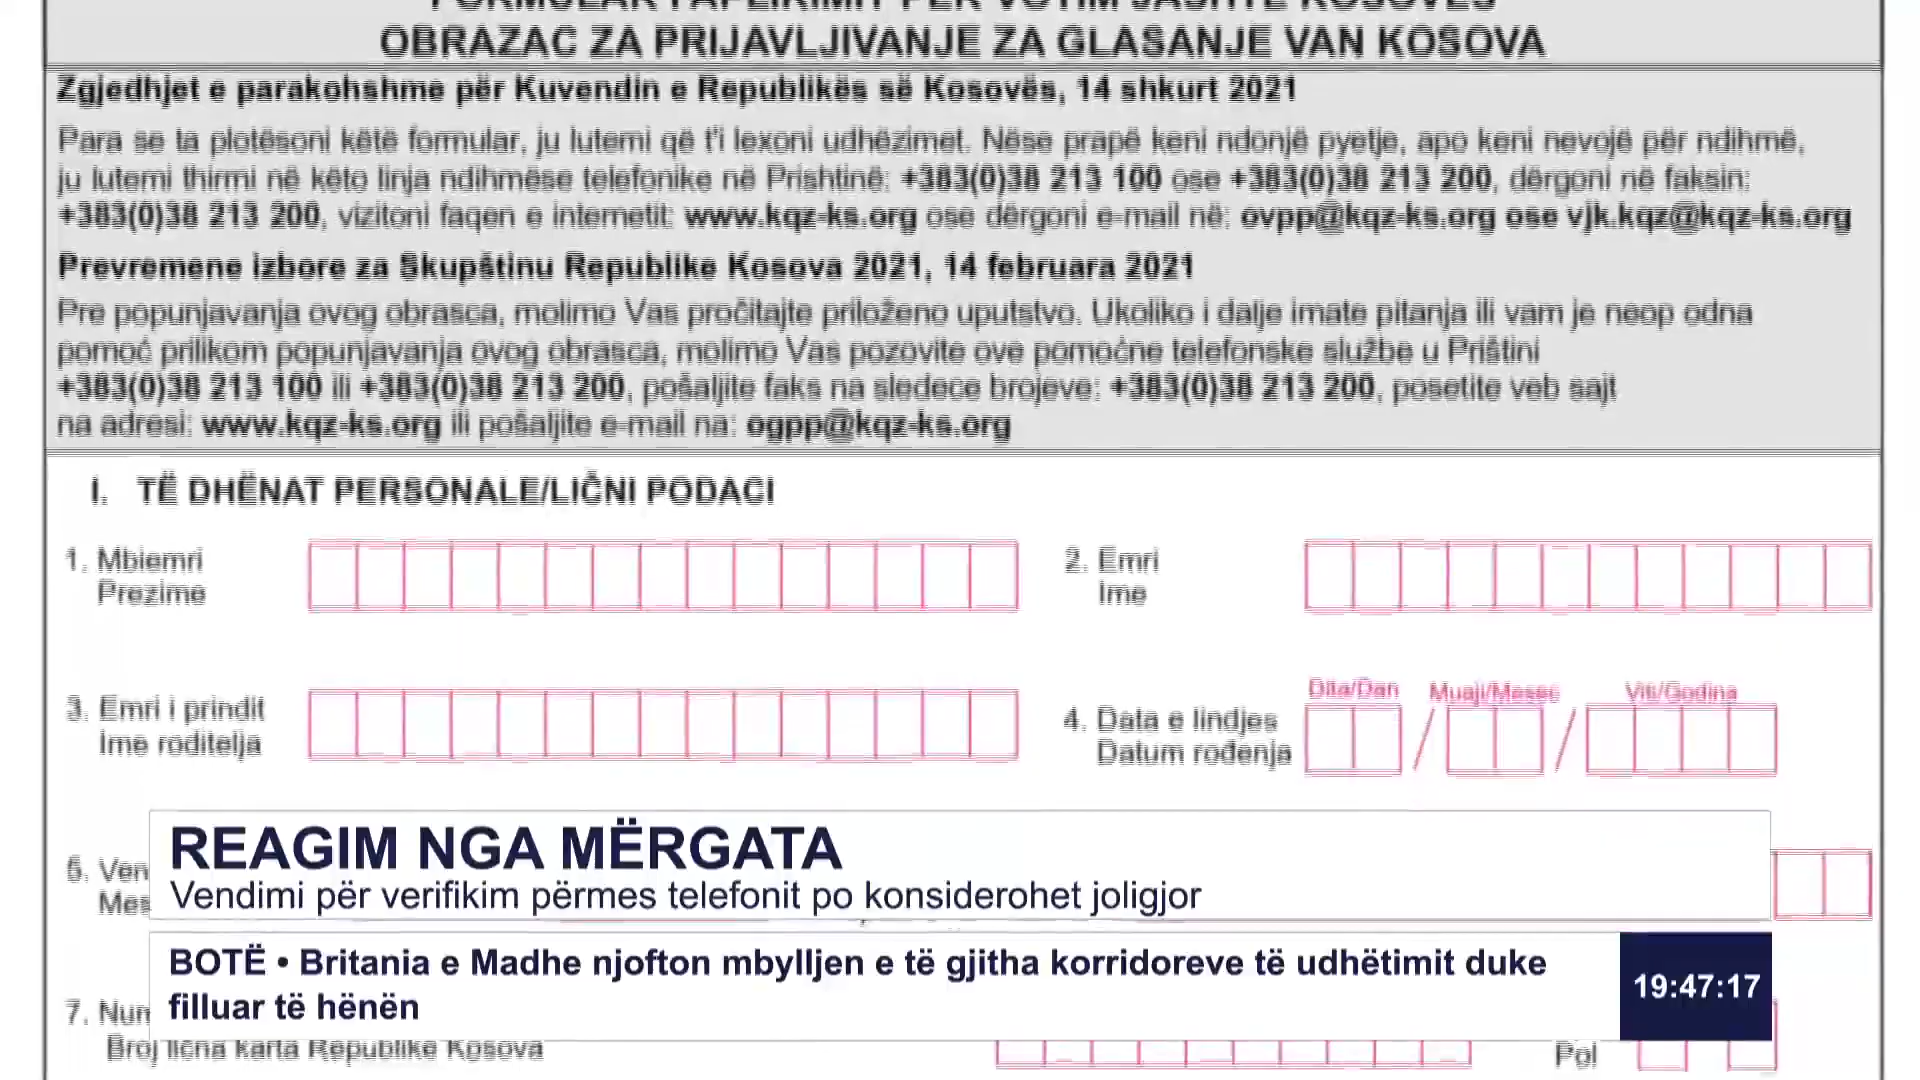 OBRAZAC ZA PRIJAVLJIVANJE ZA GLASANJE VAN KOSOVA
Zgjedhjet e parakohshme për Kuvendin e Republikës së Kosovës, 14 shkurt 2021
Para se ta plotësoni këtë formular, ju lutemi që t'i lexoni udhëzimet. Nëse prapë keni ndonjë pyetje, apo keni nevojë për ndihmë,
ju lutemi thirrni në këto linja ndihmëse telefonike në Prishtinë: +383(0)38 213 100 ose +383(0)38 213 200, dërgoni në faksin:
+383(0)38 213 200, vizitoni faqen e internetit: www.kqz-ks.org ose dërgoni e-mail në: ovpp@kqz-ks.org ose vjk.kqz@kqz-ks.org
Prevremene izbore za Skupštinu Republike Kosova 2021, 14 februara 2021
Pre popunjavanja ovog obrasca, molimo Vas pročitajte priloženo uputstvo. Ukoliko i dalje imate pitanja ili vam je neop odna
pomoć prilikom popunjavanja ovog obrasca, molimo Vas pozovite ove pomoćne telefonske službe u Prištini
+383(0)38 213 100 ili +383(0)38 213 200, pošaljite faks na sledece brojeve: +383(0)38 213 200, posetite veb sajt
na adresi: www.kqz-ks.org ili pošaljite e-mail na: ogpp@kqz-ks.org
I. TË DHËNAT PERSONALE/LIČNI PODACI
1. Mbiemri
Prezime
2. Emri
Ime
3. Emri i prindit
Ime roditelja
4. Data e lindjes
Datum rođenja
Dita/Dan Muaji/Mesec Viti/Godina
5.
REAGIM NGA MËRGATA
Vendimi për verifikim përmes telefonit po konsiderohet joligjor
BOTË • Britania e Madhe njofton mbylljen e të gjitha korridoreve të udhëtimit duke
filluar të hënën
19:47:17
7.
Broj lična karta Republike Kosova
Pol